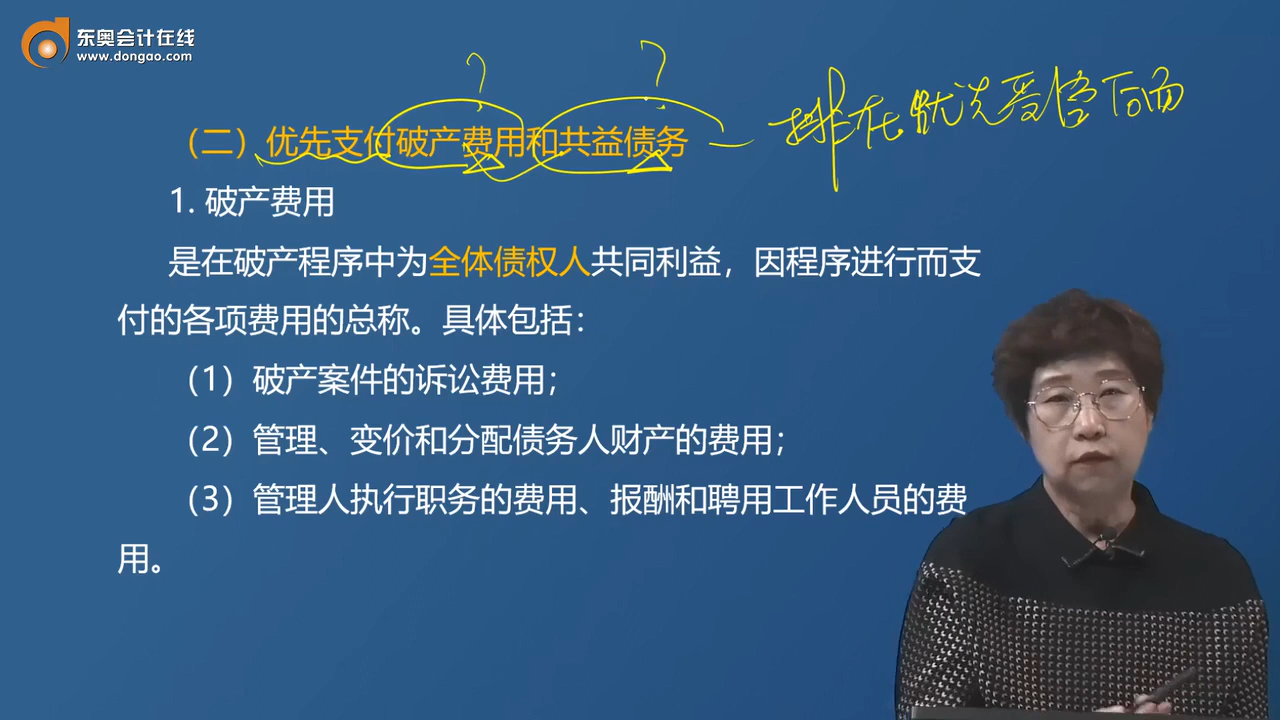 东奥会计在线
www.dongao.com
？ ？
排在优先受偿后面
（二）优先支付破产费用和共益债务
1. 破产费用
是在破产程序中为全体债权人共同利益，因程序进行而支
付的各项费用的总称。具体包括：
（1）破产案件的诉讼费用；
（2）管理、变价和分配债务人财产的费用；
（3）管理人执行职务的费用、报酬和聘用工作人员的费
用。